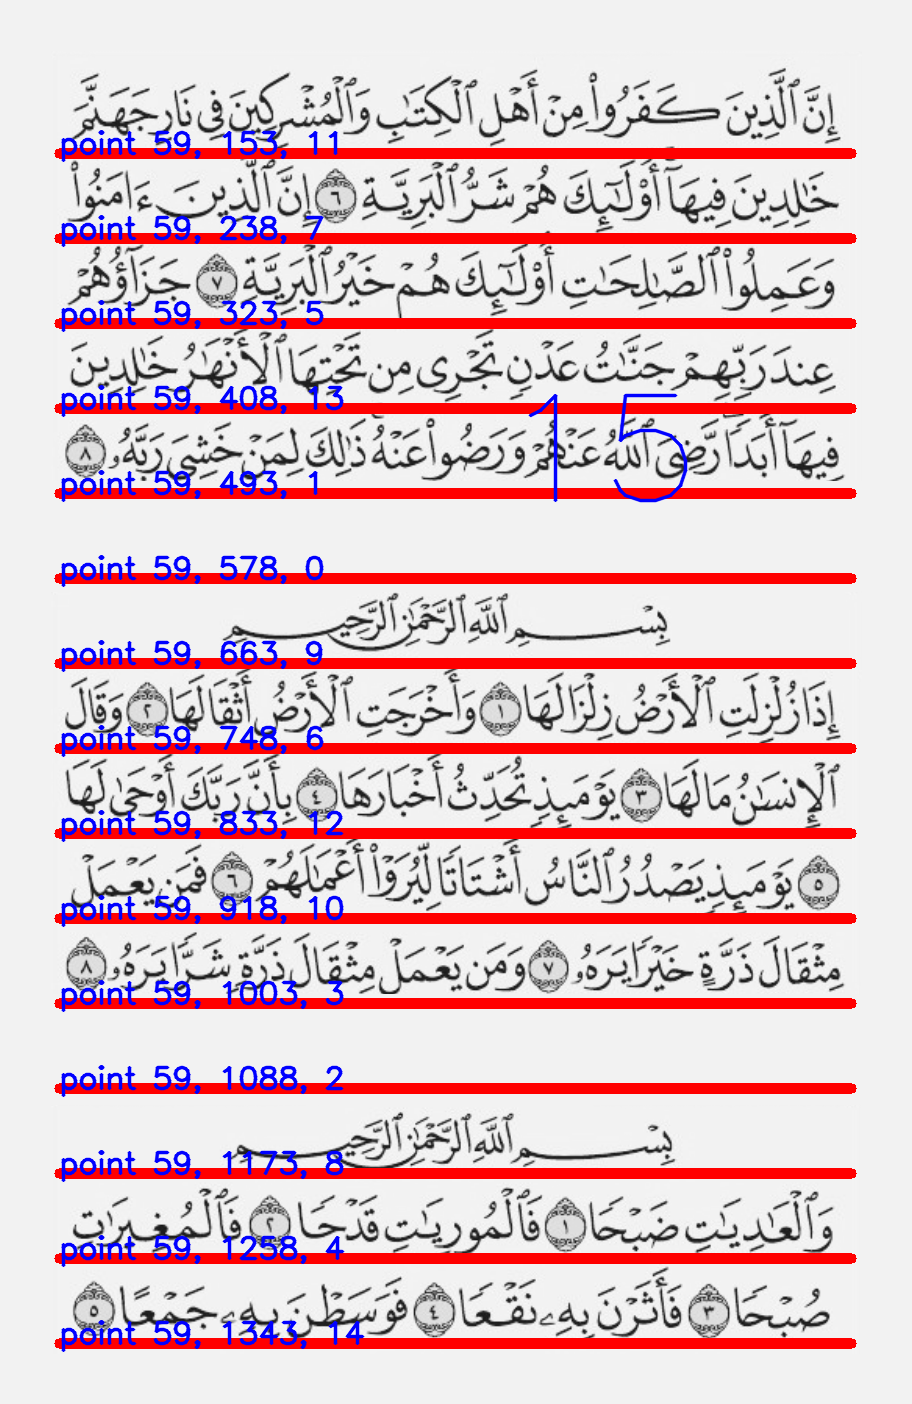 إِنَّ ٱلَّذِينَ كَفَرُوا۟ مِنْ أَهْلِ ٱلْكِتَٰبِ وَٱلْمُشْرِكِينَ فِى نَارِ جَهَنَّمَ
point 59, 153, 11
خَٰلِدِينَ فِيهَآ أُو۟لَٰٓئِكَ هُمْ شَرُّ ٱلْبَرِيَّةِ ٦ إِنَّ ٱلَّذِينَ ءَامَنُوا۟
point 59, 238, 7
وَعَمِلُوا۟ ٱلصَّٰلِحَٰتِ أُو۟لَٰٓئِكَ هُمْ خَيْرُ ٱلْبَرِيَّةِ ٧ جَزَآؤُهُمْ
point 59, 323, 5
عِندَ رَبِّهِمْ جَنَّٰتُ عَدْنٍ تَجْرِى مِن تَحْتِهَا ٱلْأَنْهَٰرُ خَٰلِدِينَ
point 59, 408, 13
15
فِيهَآ أَبَدًا رَّضِىَ ٱللَّهُ عَنْهُمْ وَرَضُوا۟ عَنْهُ ذَٰلِكَ لِمَنْ خَشِىَ رَبَّهُۥ ٨
point 59, 493, 1
point 59, 578, 0
بِسْمِ ٱللَّهِ ٱلرَّحْمَٰنِ ٱلرَّحِيمِ
point 59, 663, 9
إِذَا زُلْزِلَتِ ٱلْأَرْضُ زِلْزَالَهَا ١ وَأَخْرَجَتِ ٱلْأَرْضُ أَثْقَالَهَا ٢ وَقَالَ
point 59, 748, 6
ٱلْإِنسَٰنُ مَا لَهَا ٣ يَوْمَئِذٍ تُحَدِّثُ أَخْبَارَهَا ٤ بِأَنَّ رَبَّكَ أَوْحَىٰ لَهَا
point 59, 833, 12
٥ يَوْمَئِذٍ يَصْدُرُ ٱلنَّاسُ أَشْتَاتًا لِّيُرَوْا۟ أَعْمَٰلَهُمْ ٦ فَمَن يَعْمَلْ
point 59, 918, 10
مِثْقَالَ ذَرَّةٍ خَيْرًا يَرَهُۥ ٧ وَمَن يَعْمَلْ مِثْقَالَ ذَرَّةٍ شَرًّا يَرَهُۥ ٨
point 59, 1003, 3
point 59, 1088, 2
بِسْمِ ٱللَّهِ ٱلرَّحْمَٰنِ ٱلرَّحِيمِ
point 59, 1173, 8
وَٱلْعَٰدِيَٰتِ ضَبْحًا ١ فَٱلْمُورِيَٰتِ قَدْحًا ٢ فَٱلْمُغِيرَٰتِ
point 59, 1258, 4
صُبْحًا ٣ فَأَثَرْنَ بِهِۦ نَقْعًا ٤ فَوَسَطْنَ بِهِۦ جَمْعًا ٥
point 59, 1343, 14